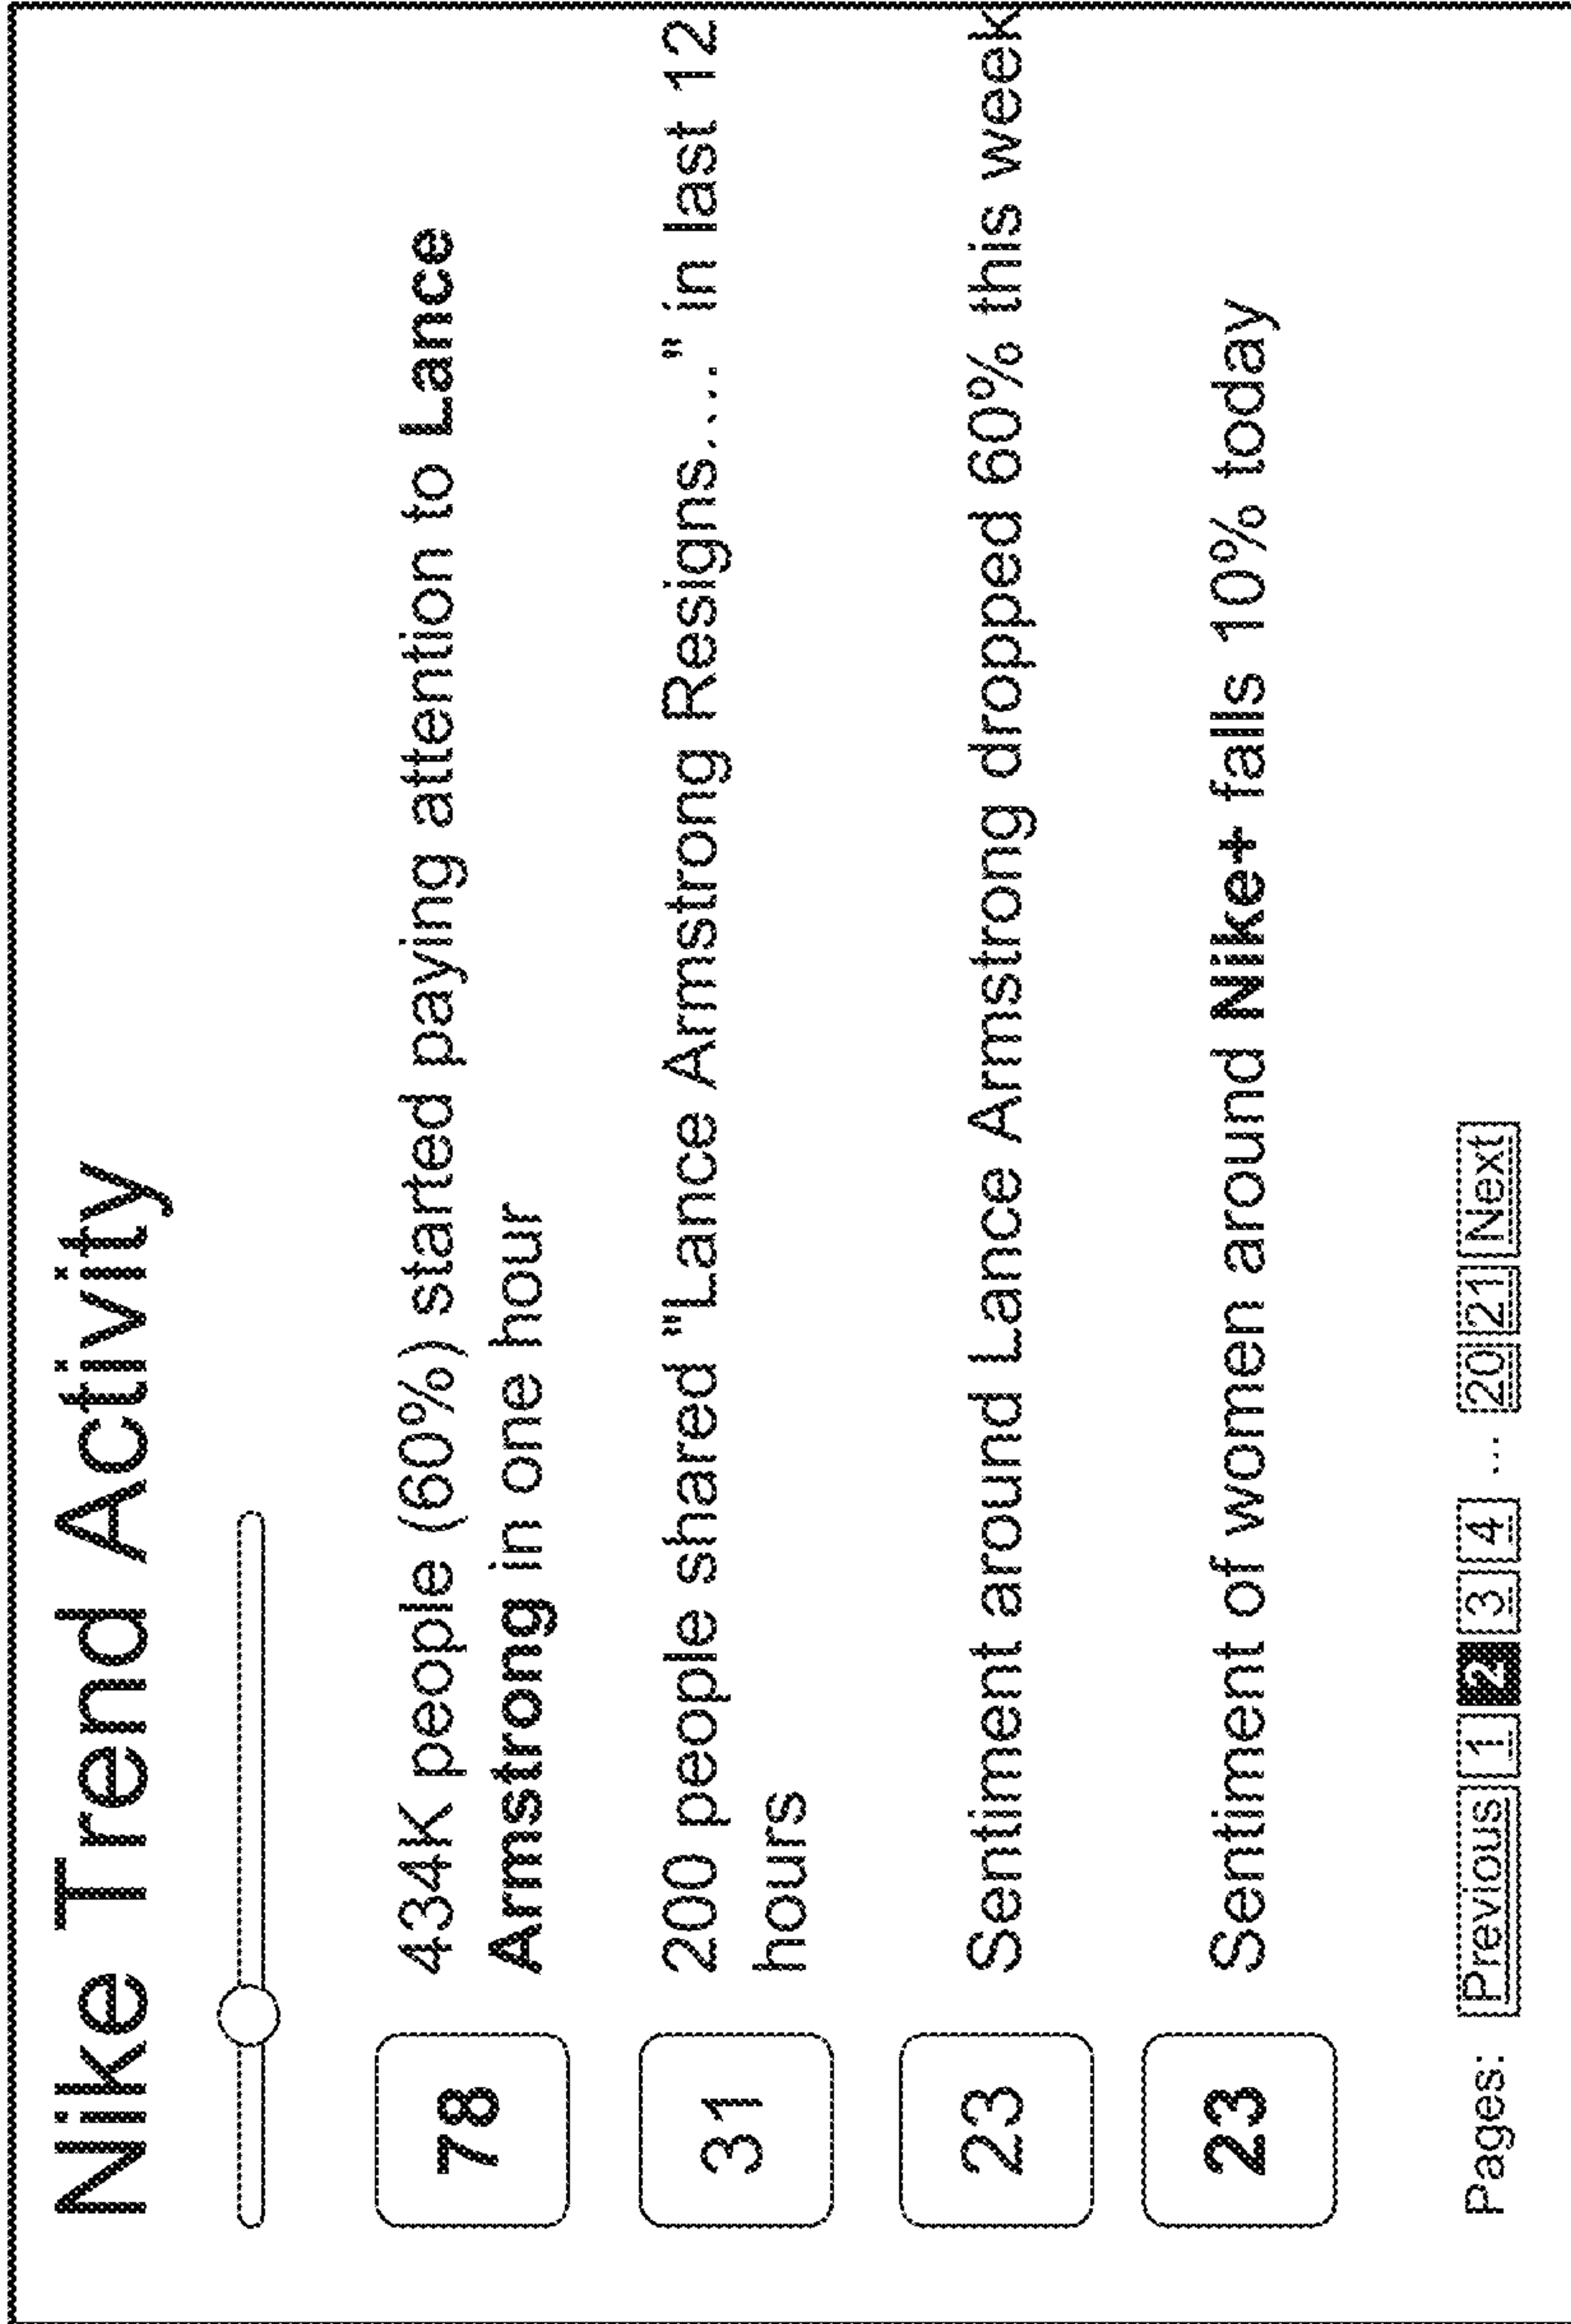 Nike Trend Activity
78
434K people (60%) started paying attention to Lance
Armstrong in one hour
31
200 people shared "Lance Armstrong Resigns...." in last 12
hours
23
Sentiment around Lance Armstrong dropped 60% this week
23
Sentiment of women around Nike+ falls 10% today
Pages: Previous 1 2 3 4 ... 20 21 Next